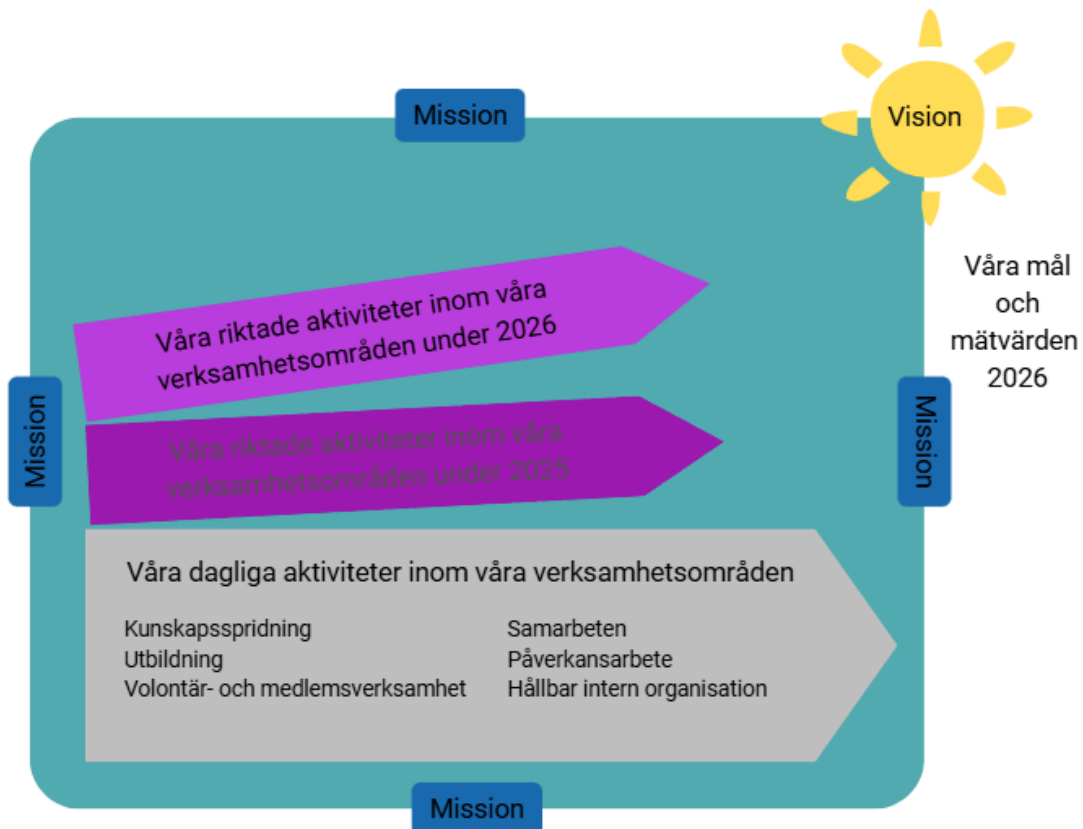 Mission
Vision
Våra mål
och
mätvärden
2026
Våra riktade aktiviteter inom våra
verksamhetsområden under 2026
Mission
Mission
Våra riktade aktiviteter inom våra
verksamhetsområden under 2025
Våra dagliga aktiviteter inom våra verksamhetsområden
Kunskapsspridning
Utbildning
Volontär- och medlemsverksamhet
Samarbeten
Påverkansarbete
Hållbar intern organisation
Mission